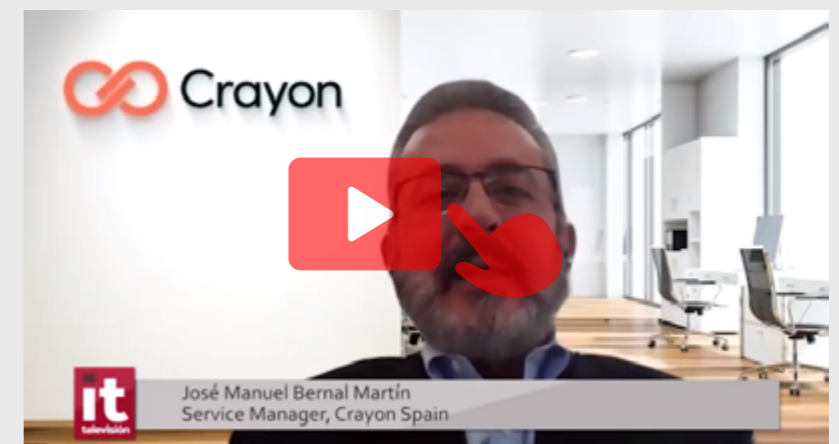 Crayon
José Manuel Bernal Martín
Service Manager, Crayon Spain
it
televisión